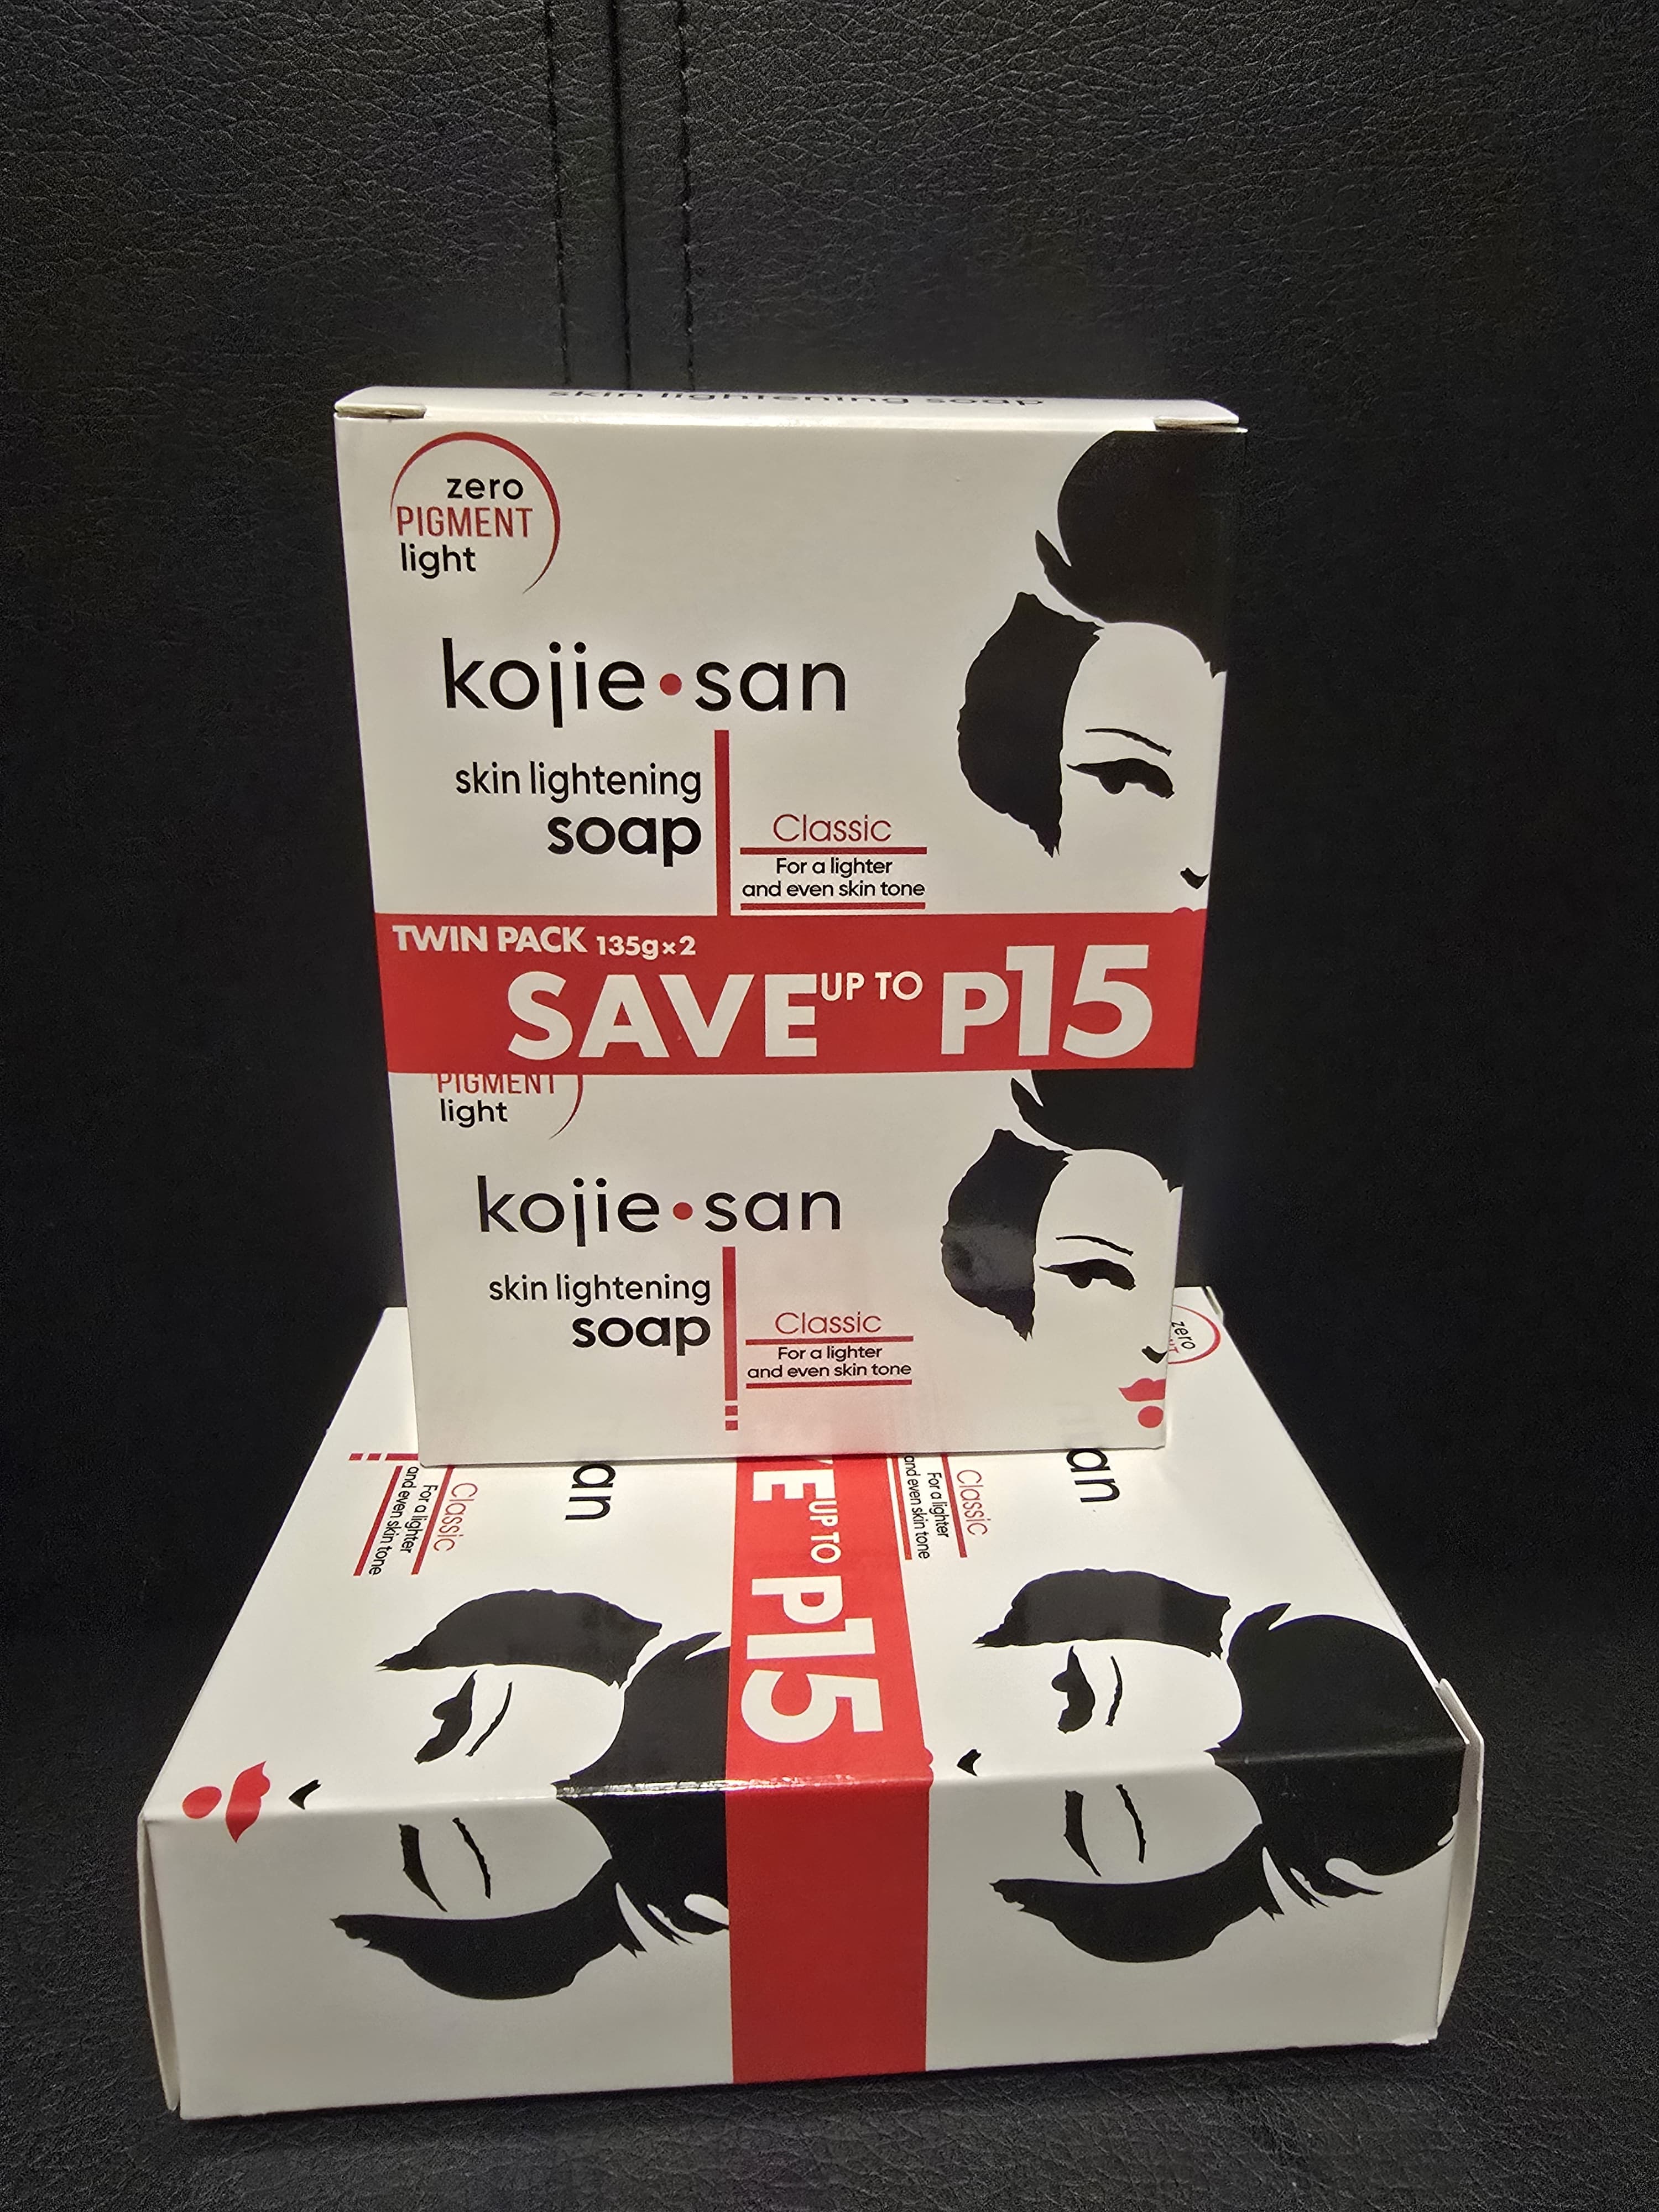 skin lightening soap
zero
PIGMENT
light
kojie•san
skin lightening
soap
Classic
For a lighter
and even skin tone
TWIN PACK 135g×2
SAVE UP TO P15
PIGMENT
light
kojie•san
skin lightening
soap
Classic
For a lighter
and even skin tone
zero
an
Classic
For a lighter
and even skin tone
E UP TO P15
an
Classic
For a lighter
and even skin tone